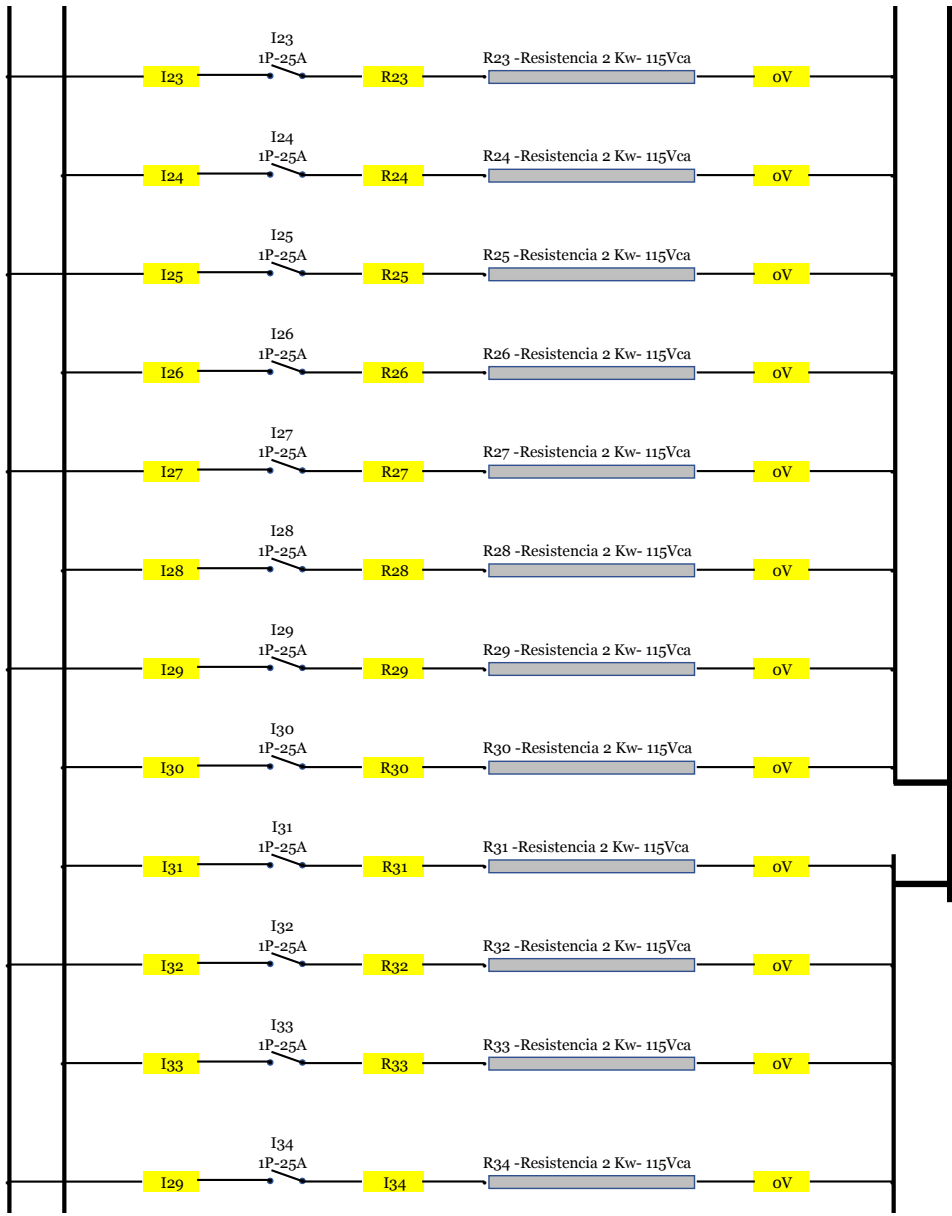 I23
1P-25A
R23 -Resistencia 2 Kw- 115Vca
I23 R23 0V
I24
1P-25A
R24 -Resistencia 2 Kw- 115Vca
I24 R24 0V
I25
1P-25A
R25 -Resistencia 2 Kw- 115Vca
I25 R25 0V
I26
1P-25A
R26 -Resistencia 2 Kw- 115Vca
I26 R26 0V
I27
1P-25A
R27 -Resistencia 2 Kw- 115Vca
I27 R27 0V
I28
1P-25A
R28 -Resistencia 2 Kw- 115Vca
I28 R28 0V
I29
1P-25A
R29 -Resistencia 2 Kw- 115Vca
I29 R29 0V
I30
1P-25A
R30 -Resistencia 2 Kw- 115Vca
I30 R30 0V
I31
1P-25A
R31 -Resistencia 2 Kw- 115Vca
I31 R31 0V
I32
1P-25A
R32 -Resistencia 2 Kw- 115Vca
I32 R32 0V
I33
1P-25A
R33 -Resistencia 2 Kw- 115Vca
I33 R33 0V
I34
1P-25A
R34 -Resistencia 2 Kw- 115Vca
I29 I34 0V